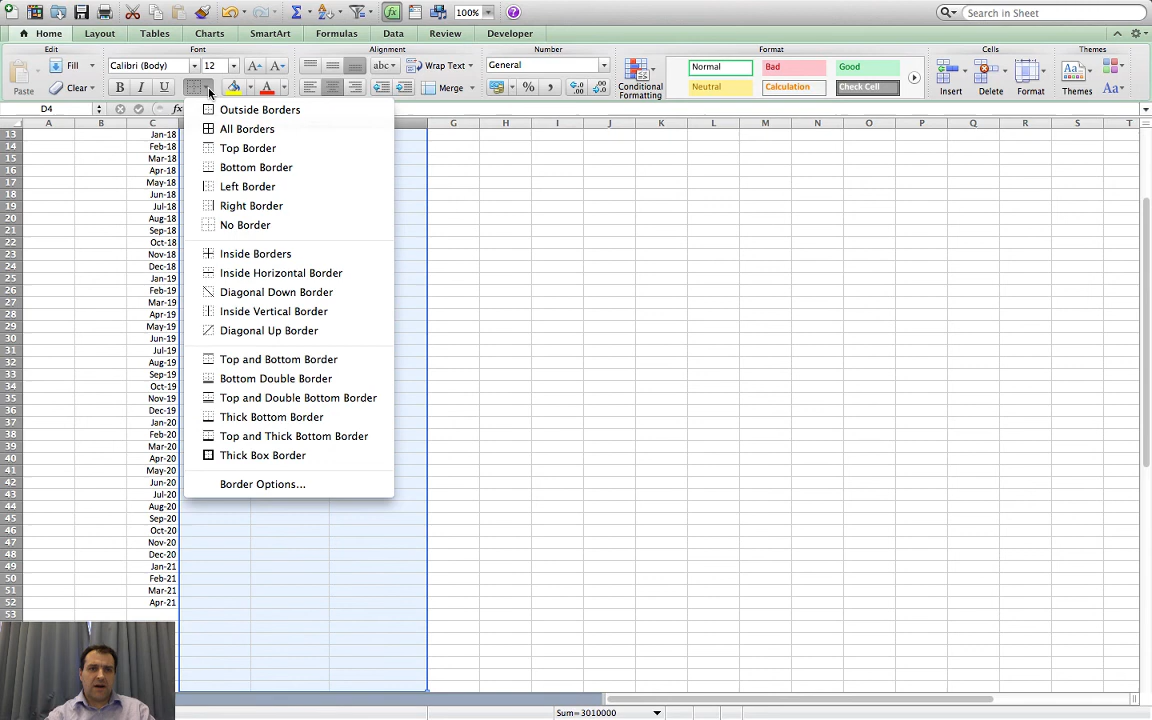 100%
Search in Sheet
Home Layout Tables Charts SmartArt Formulas Data Review Developer
Edit Font Alignment Number Format Cells Themes
Paste Fill Calibri (Body) 12 abc Wrap Text General Normal Bad Good
Clear B I U A Merge % , Conditional Formatting Neutral Calculation Check Cell Insert Delete Format Themes Aa
D4 fx
A B C G H I J K L M N O P Q R S T
Outside Borders
All Borders
Top Border
Bottom Border
Left Border
Right Border
No Border
Inside Borders
Inside Horizontal Border
Diagonal Down Border
Inside Vertical Border
Diagonal Up Border
Top and Bottom Border
Bottom Double Border
Top and Double Bottom Border
Thick Bottom Border
Top and Thick Bottom Border
Thick Box Border
Border Options...
13 Jan-18
14 Feb-18
15 Mar-18
16 Apr-18
17 May-18
18 Jun-18
19 Jul-18
20 Aug-18
21 Sep-18
22 Oct-18
23 Nov-18
24 Dec-18
25 Jan-19
26 Feb-19
27 Mar-19
28 Apr-19
29 May-19
30 Jun-19
31 Jul-19
32 Aug-19
33 Sep-19
34 Oct-19
35 Nov-19
36 Dec-19
37 Jan-20
38 Feb-20
39 Mar-20
40 Apr-20
41 May-20
42 Jun-20
43 Jul-20
44 Aug-20
45 Sep-20
46 Oct-20
47 Nov-20
48 Dec-20
49 Jan-21
50 Feb-21
51 Mar-21
52 Apr-21
53
Sum=3010000